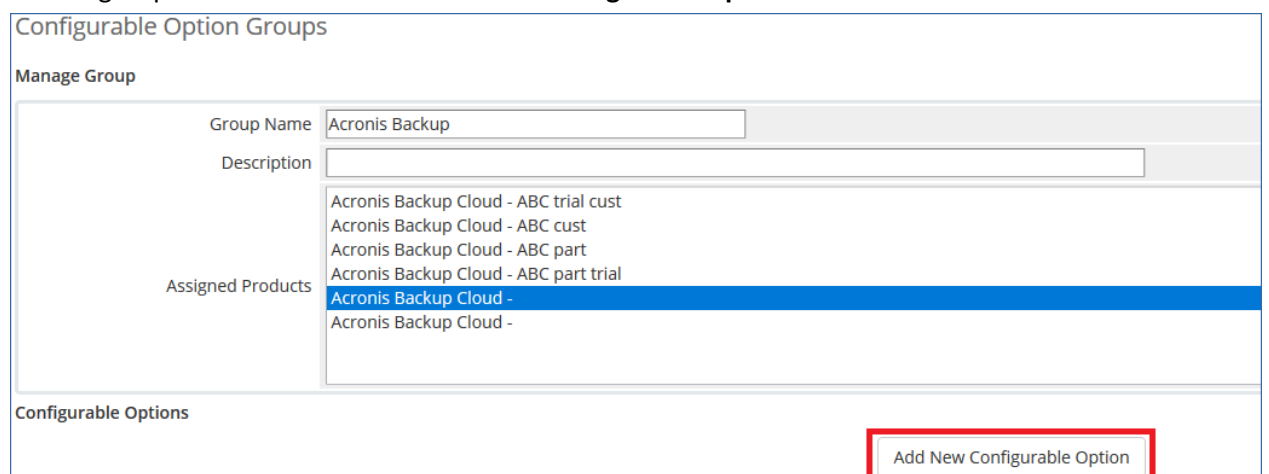 Configurable Option Groups
Manage Group
Group Name Acronis Backup
Description
Acronis Backup Cloud - ABC trial cust
Acronis Backup Cloud - ABC cust
Acronis Backup Cloud - ABC part
Acronis Backup Cloud - ABC part trial
Assigned Products
Acronis Backup Cloud -
Acronis Backup Cloud -
Configurable Options
Add New Configurable Option